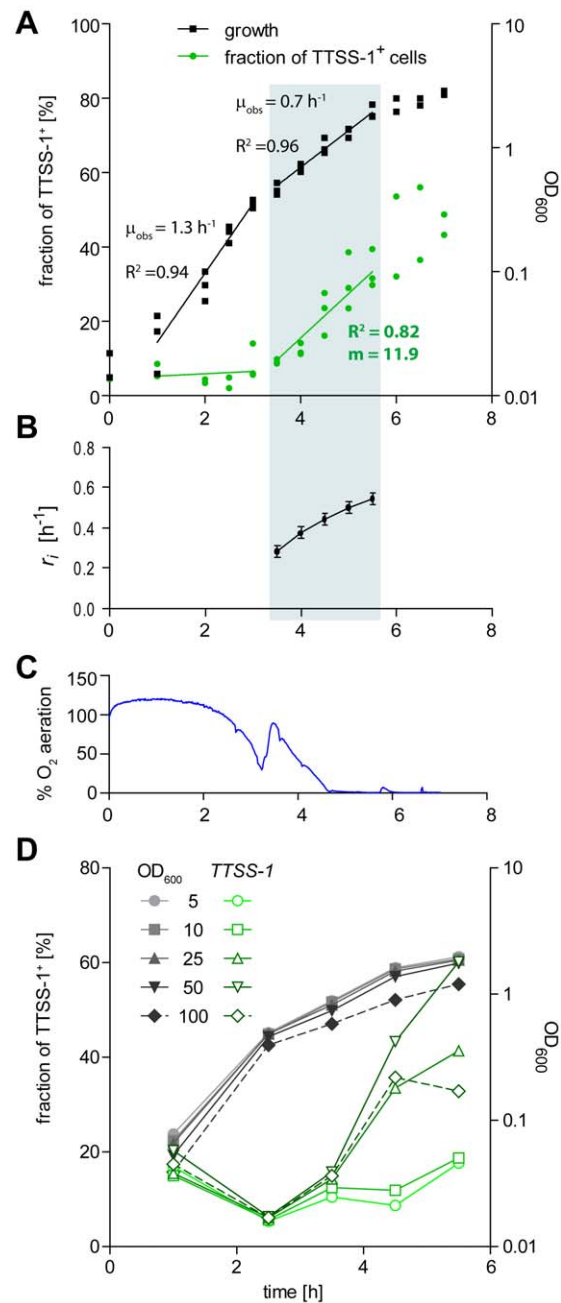 A
growth
fraction of TTSS-1+ cells
100
80
60
40
20
0
fraction of TTSS-1+ [%]
10
1
0.1
0.01
OD600
μobs = 1.3 h-1
R2 =0.94
μobs = 0.7 h-1
R2 =0.96
R2 = 0.82
m = 11.9
0 2 4 6 8
B
0.8
0.6
0.4
0.2
0.0
ri [h-1]
0 2 4 6 8
C
150
100
50
0
% O2 aeration
0 2 4 6 8
D
OD600 TTSS-1
5
10
25
50
100
80
60
40
20
0
fraction of TTSS-1+ [%]
10
1
0.1
0.01
OD600
0 2 4 6
time [h]